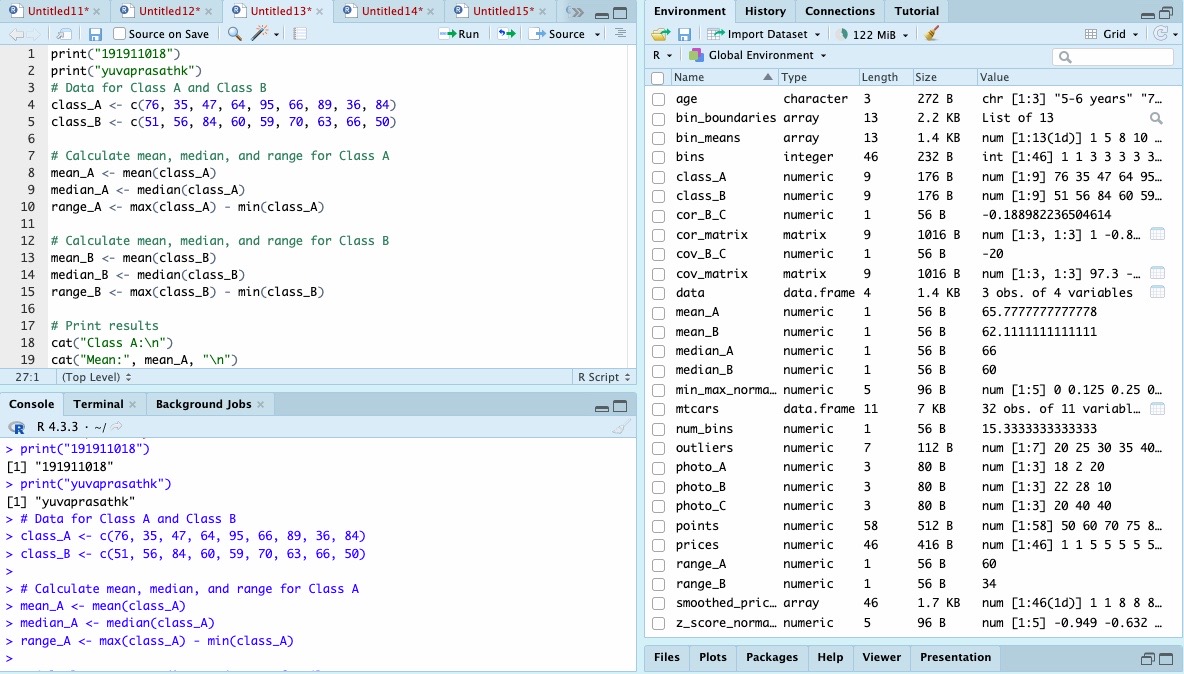 Untitled11* × Untitled12* × Untitled13* × Untitled14* × Untitled15* ×
Source on Save Run Source
1 print("191911018")
2 print("yuvaprasathk")
3 # Data for Class A and Class B
4 class_A <- c(76, 35, 47, 64, 95, 66, 89, 36, 84)
5 class_B <- c(51, 56, 84, 60, 59, 70, 63, 66, 50)
6
7 # Calculate mean, median, and range for Class A
8 mean_A <- mean(class_A)
9 median_A <- median(class_A)
10 range_A <- max(class_A) - min(class_A)
11
12 # Calculate mean, median, and range for Class B
13 mean_B <- mean(class_B)
14 median_B <- median(class_B)
15 range_B <- max(class_B) - min(class_B)
16
17 # Print results
18 cat("Class A:\n")
19 cat("Mean:", mean_A, "\n")
27:1 (Top Level) R Script
Console Terminal × Background Jobs ×
R R 4.3.3 · ~/
> print("191911018")
[1] "191911018"
> print("yuvaprasathk")
[1] "yuvaprasathk"
> # Data for Class A and Class B
> class_A <- c(76, 35, 47, 64, 95, 66, 89, 36, 84)
> class_B <- c(51, 56, 84, 60, 59, 70, 63, 66, 50)
>
> # Calculate mean, median, and range for Class A
> mean_A <- mean(class_A)
> median_A <- median(class_A)
> range_A <- max(class_A) - min(class_A)
>
Environment History Connections Tutorial
Import Dataset 122 MiB Grid
R Global Environment
Name Type Length Size Value
age character 3 272 B chr [1:3] "5-6 years" "7…
bin_boundaries array 13 2.2 KB List of 13
bin_means array 13 1.4 KB num [1:13(1d)] 1 5 8 10 …
bins integer 46 232 B int [1:46] 1 1 3 3 3 3 3…
class_A numeric 9 176 B num [1:9] 76 35 47 64 95…
class_B numeric 9 176 B num [1:9] 51 56 84 60 59…
cor_B_C numeric 1 56 B -0.188982236504614
cor_matrix matrix 9 1016 B num [1:3, 1:3] 1 -0.8…
cov_B_C numeric 1 56 B -20
cov_matrix matrix 9 1016 B num [1:3, 1:3] 97.3 -…
data data.frame 4 1.4 KB 3 obs. of 4 variables
mean_A numeric 1 56 B 65.7777777777778
mean_B numeric 1 56 B 62.1111111111111
median_A numeric 1 56 B 66
median_B numeric 1 56 B 60
min_max_norma… numeric 5 96 B num [1:5] 0 0.125 0.25 0…
mtcars data.frame 11 7 KB 32 obs. of 11 variabl…
num_bins numeric 1 56 B 15.3333333333333
outliers numeric 7 112 B num [1:7] 20 25 30 35 40…
photo_A numeric 3 80 B num [1:3] 18 2 20
photo_B numeric 3 80 B num [1:3] 22 28 10
photo_C numeric 3 80 B num [1:3] 20 40 40
points numeric 58 512 B num [1:58] 50 60 70 75 8…
prices numeric 46 416 B num [1:46] 1 1 5 5 5 5 5…
range_A numeric 1 56 B 60
range_B numeric 1 56 B 34
smoothed_pric… array 46 1.7 KB num [1:46(1d)] 1 1 8 8 8…
z_score_norma… numeric 5 96 B num [1:5] -0.949 -0.632 …
Files Plots Packages Help Viewer Presentation